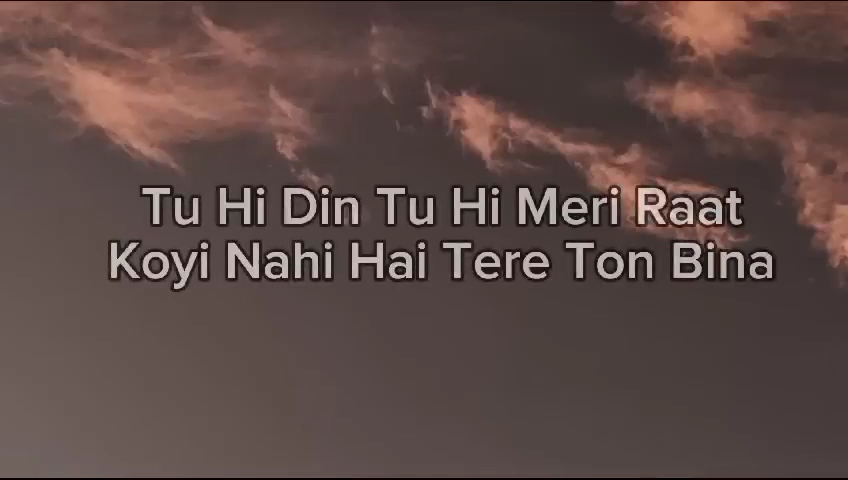 Tu Hi Din Tu Hi Meri Raat
Koyi Nahi Hai Tere Ton Bina